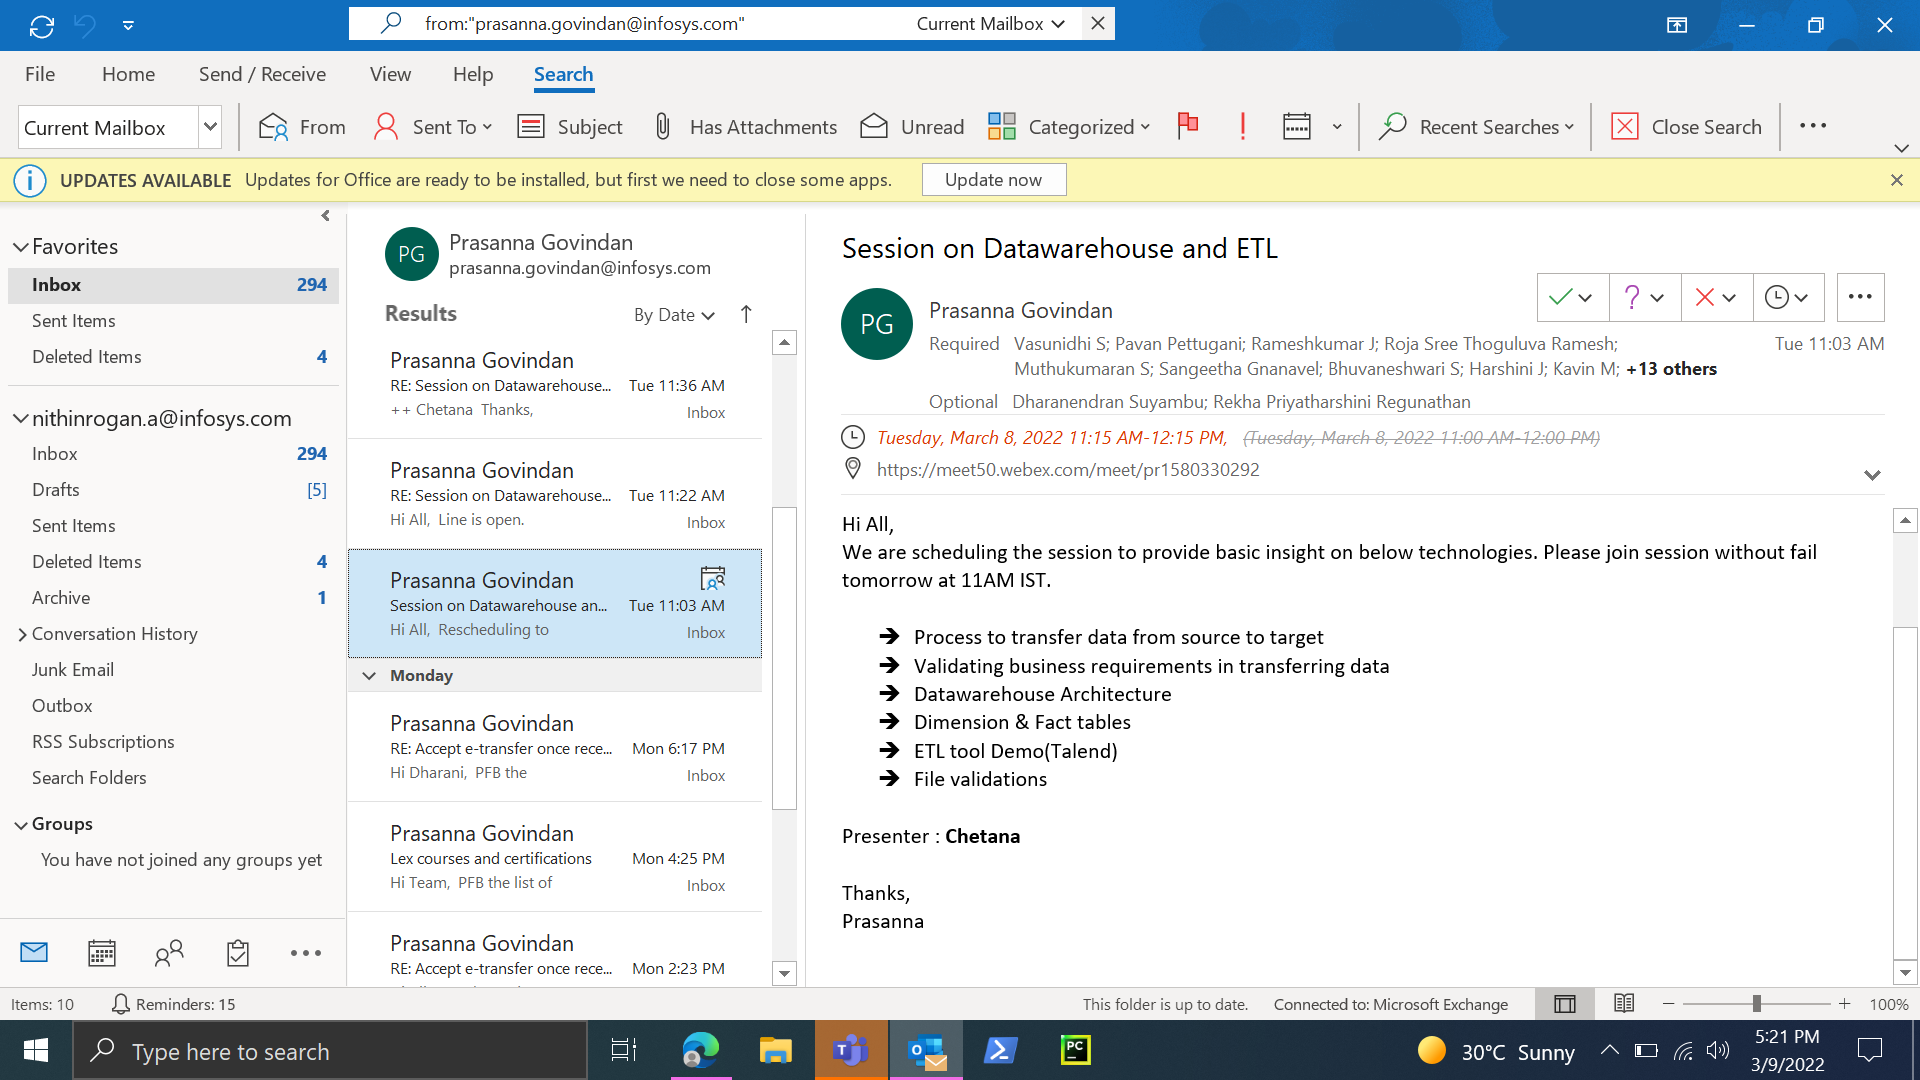 from:"prasanna.govindan@infosys.com" Current Mailbox
File Home Send / Receive View Help Search
Current Mailbox From Sent To Subject Has Attachments Unread Categorized Recent Searches Close Search
UPDATES AVAILABLE Updates for Office are ready to be installed, but first we need to close some apps. Update now
Favorites
Inbox 294
Sent Items
Deleted Items 4
nithinrogan.a@infosys.com
Inbox 294
Drafts [5]
Sent Items
Deleted Items 4
Archive 1
Conversation History
Junk Email
Outbox
RSS Subscriptions
Search Folders
Groups
You have not joined any groups yet
PG
Prasanna Govindan
prasanna.govindan@infosys.com
Results By Date
Prasanna Govindan
RE: Session on Datawarehouse... Tue 11:36 AM
++ Chetana Thanks, Inbox
Prasanna Govindan
RE: Session on Datawarehouse... Tue 11:22 AM
Hi All, Line is open. Inbox
Prasanna Govindan
Session on Datawarehouse an... Tue 11:03 AM
Hi All, Rescheduling to Inbox
Monday
Prasanna Govindan
RE: Accept e-transfer once rece... Mon 6:17 PM
Hi Dharani, PFB the Inbox
Prasanna Govindan
Lex courses and certifications Mon 4:25 PM
Hi Team, PFB the list of Inbox
Prasanna Govindan
RE: Accept e-transfer once rece... Mon 2:23 PM
Session on Datawarehouse and ETL
PG
Prasanna Govindan
Required Vasunidhi S; Pavan Pettugani; Rameshkumar J; Roja Sree Thoguluva Ramesh; Tue 11:03 AM
Muthukumaran S; Sangeetha Gnanavel; Bhuvaneshwari S; Harshini J; Kavin M; +13 others
Optional Dharanendran Suyambu; Rekha Priyatharshini Regunathan
Tuesday, March 8, 2022 11:15 AM-12:15 PM, (Tuesday, March 8, 2022 11:00 AM-12:00 PM)
https://meet50.webex.com/meet/pr1580330292
Hi All,
We are scheduling the session to provide basic insight on below technologies. Please join session without fail
tomorrow at 11AM IST.
➔ Process to transfer data from source to target
➔ Validating business requirements in transferring data
➔ Datawarehouse Architecture
➔ Dimension & Fact tables
➔ ETL tool Demo(Talend)
➔ File validations
Presenter : Chetana
Thanks,
Prasanna
Items: 10 Reminders: 15 This folder is up to date. Connected to: Microsoft Exchange 100%
Type here to search PC 30°C Sunny 5:21 PM
3/9/2022